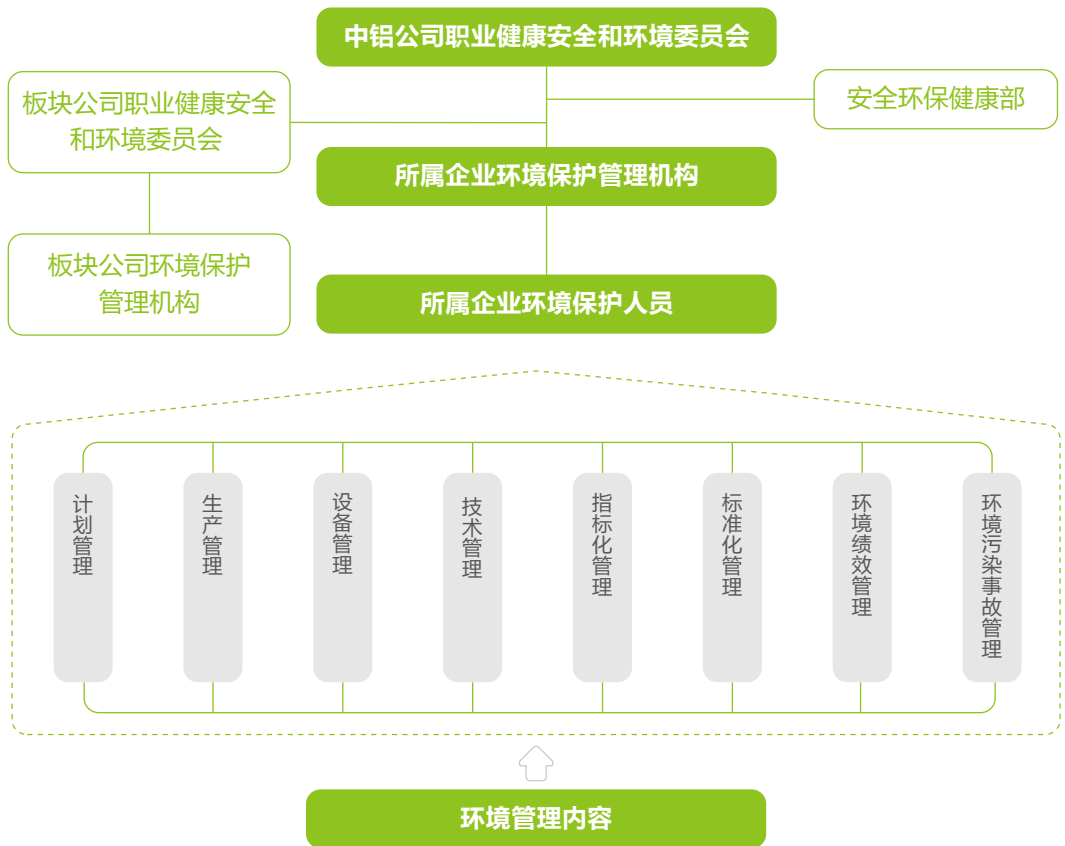 中铝公司职业健康安全和环境委员会
板块公司职业健康安全
和环境委员会
安全环保健康部
所属企业环境保护管理机构
板块公司环境保护
管理机构
所属企业环境保护人员
计划管理
生产管理
设备管理
技术管理
指标化管理
标准化管理
环境绩效管理
环境污染事故管理
环境管理内容